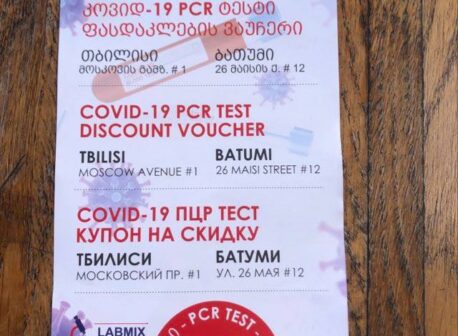 კოვიდ-19 PCR ტესტი
ფასდაკლების ვაუჩერი
თბილისი
მოსკოვის გამზ. # 1
ბათუმი
26 მაისის ქ. # 12
COVID-19 PCR TEST
DISCOUNT VOUCHER
TBILISI
MOSCOW AVENUE #1
BATUMI
26 MAISI STREET #12
COVID-19 ПЦР ТЕСТ
КУПОН НА СКИДКУ
ТБИЛИСИ
МОСКОВСКИЙ ПР. #1
БАТУМИ
УЛ. 26 МАЯ #12
LABMIX
- PCR TEST -